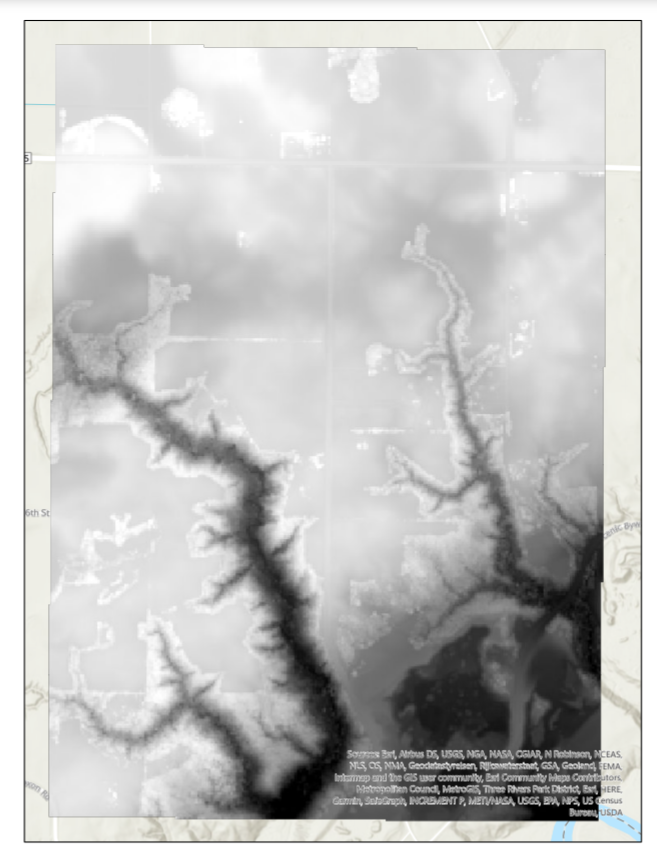 5
6th St
cenic Byw
Sources: Esri, Airbus DS, USGS, NGA, NASA, CGIAR, N Robinson, NCEAS,
NLS, OS, NMA, Geodatastyrelsen, Rijkswaterstaat, GSA, Geoland, FEMA,
Intermap and the GIS user community, Esri Community Maps Contributors,
Metropolitan Council, MetroGIS, Three Rivers Park District, Esri, HERE,
Garmin, SafeGraph, INCREMENT P, METI/NASA, USGS, EPA, NPS, US Census
Bureau, USDA